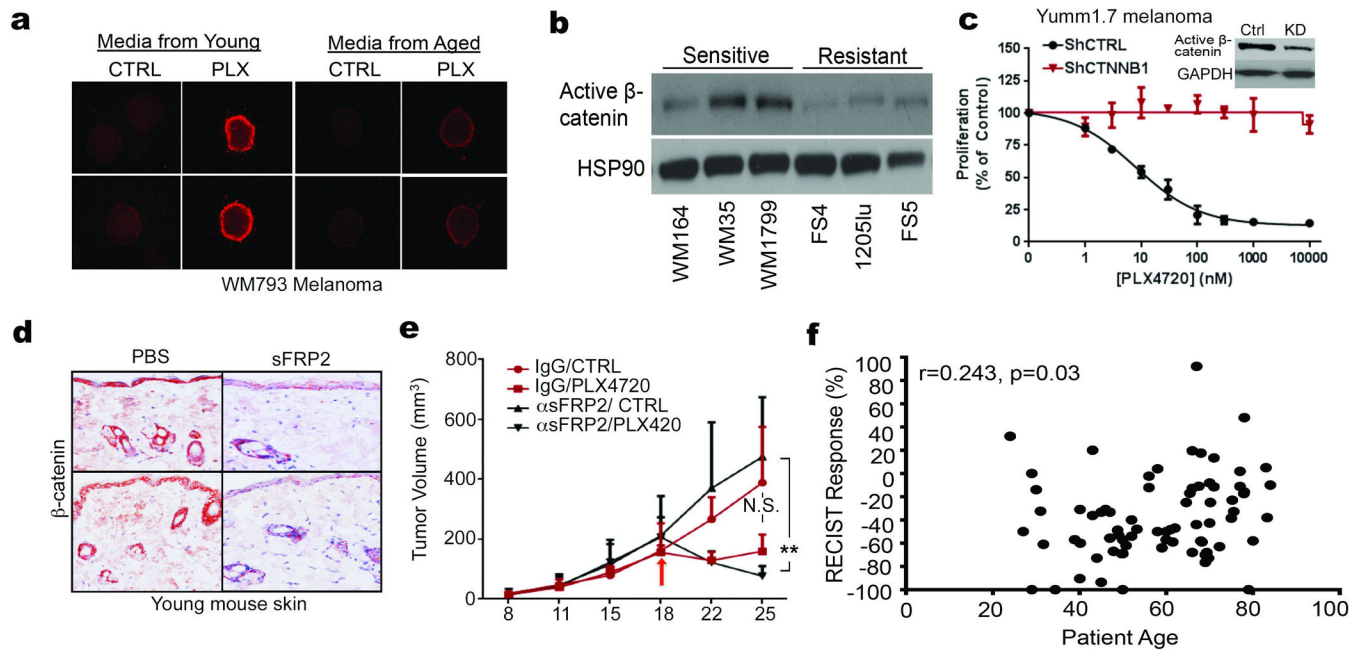 a
Media from Young
Media from Aged
CTRL
PLX
CTRL
PLX
WM793 Melanoma
b
Sensitive
Resistant
Active β-
catenin
HSP90
WM164
WM35
WM1799
FS4
1205lu
FS5
c
Yumm1.7 melanoma
ShCTRL
ShCTNNB1
Ctrl
KD
Active β-
catenin
GAPDH
Proliferation
(% of Control)
150
125
100
75
50
25
0
0
1
10
100
1000
10000
[PLX4720] (nM)
d
PBS
sFRP2
β-catenin
Young mouse skin
e
IgG/CTRL
IgG/PLX4720
αsFRP2/ CTRL
αsFRP2/PLX420
Tumor Volume (mm³)
800
600
400
200
0
N.S.
**
8
11
15
18
22
25
f
r=0.243, p=0.03
RECIST Response (%)
100
80
60
40
20
0
-20
-40
-60
-80
-100
0
20
40
60
80
100
Patient Age